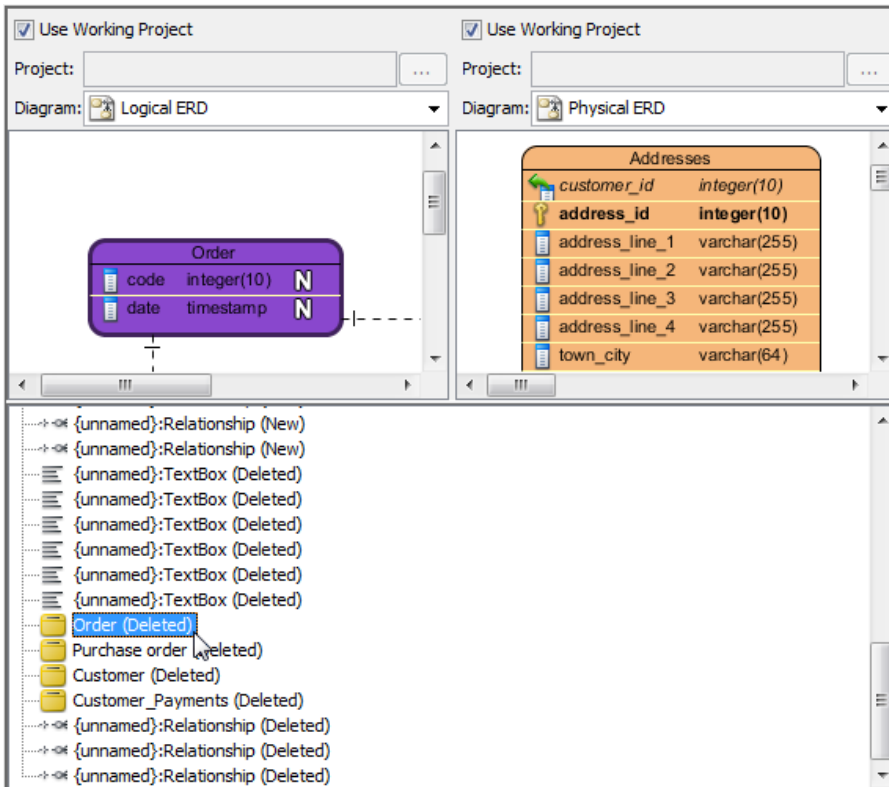 Use Working Project
Project: ...
Diagram: Logical ERD
Order
code integer(10) N
date timestamp N
Use Working Project
Project: ...
Diagram: Physical ERD
Addresses
customer_id integer(10)
address_id integer(10)
address_line_1 varchar(255)
address_line_2 varchar(255)
address_line_3 varchar(255)
address_line_4 varchar(255)
town_city varchar(64)
{unnamed}:Relationship (New)
{unnamed}:Relationship (New)
{unnamed}:TextBox (Deleted)
{unnamed}:TextBox (Deleted)
{unnamed}:TextBox (Deleted)
{unnamed}:TextBox (Deleted)
{unnamed}:TextBox (Deleted)
{unnamed}:TextBox (Deleted)
Order (Deleted)
Purchase order (Deleted)
Customer (Deleted)
Customer_Payments (Deleted)
{unnamed}:Relationship (Deleted)
{unnamed}:Relationship (Deleted)
{unnamed}:Relationship (Deleted)